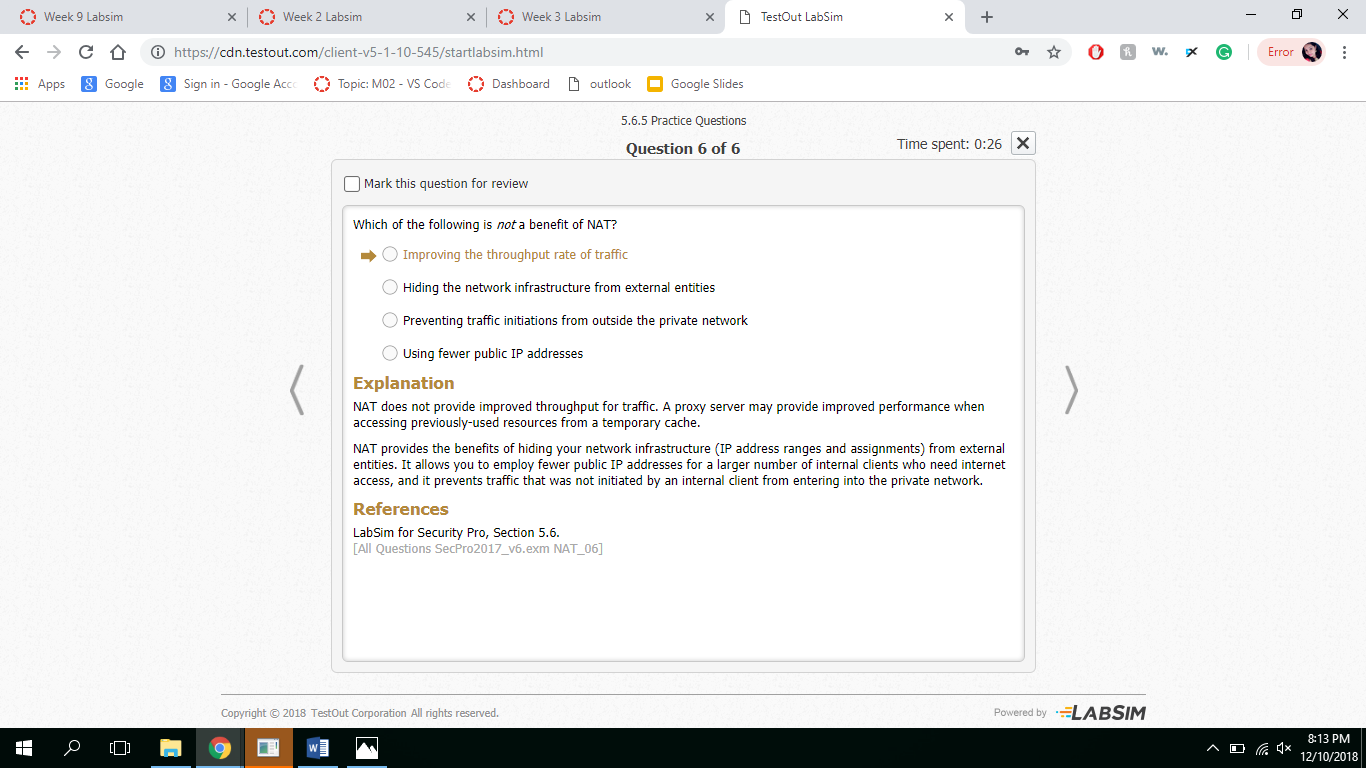 Week 9 Labsim
Week 2 Labsim
Week 3 Labsim
TestOut LabSim
https://cdn.testout.com/client-v5-1-10-545/startlabsim.html
w.
Error
Apps
Google
Sign in - Google Acco
Topic: M02 - VS Code
Dashboard
outlook
Google Slides
5.6.5 Practice Questions
Question 6 of 6
Time spent: 0:26
Mark this question for review
Which of the following is not a benefit of NAT?
Improving the throughput rate of traffic
Hiding the network infrastructure from external entities
Preventing traffic initiations from outside the private network
Using fewer public IP addresses
Explanation
NAT does not provide improved throughput for traffic. A proxy server may provide improved performance when
accessing previously-used resources from a temporary cache.
NAT provides the benefits of hiding your network infrastructure (IP address ranges and assignments) from external
entities. It allows you to employ fewer public IP addresses for a larger number of internal clients who need internet
access, and it prevents traffic that was not initiated by an internal client from entering into the private network.
References
LabSim for Security Pro, Section 5.6.
[All Questions SecPro2017_v6.exm NAT_06]
Copyright © 2018 TestOut Corporation All rights reserved.
Powered by LABSIM
8:13 PM
12/10/2018